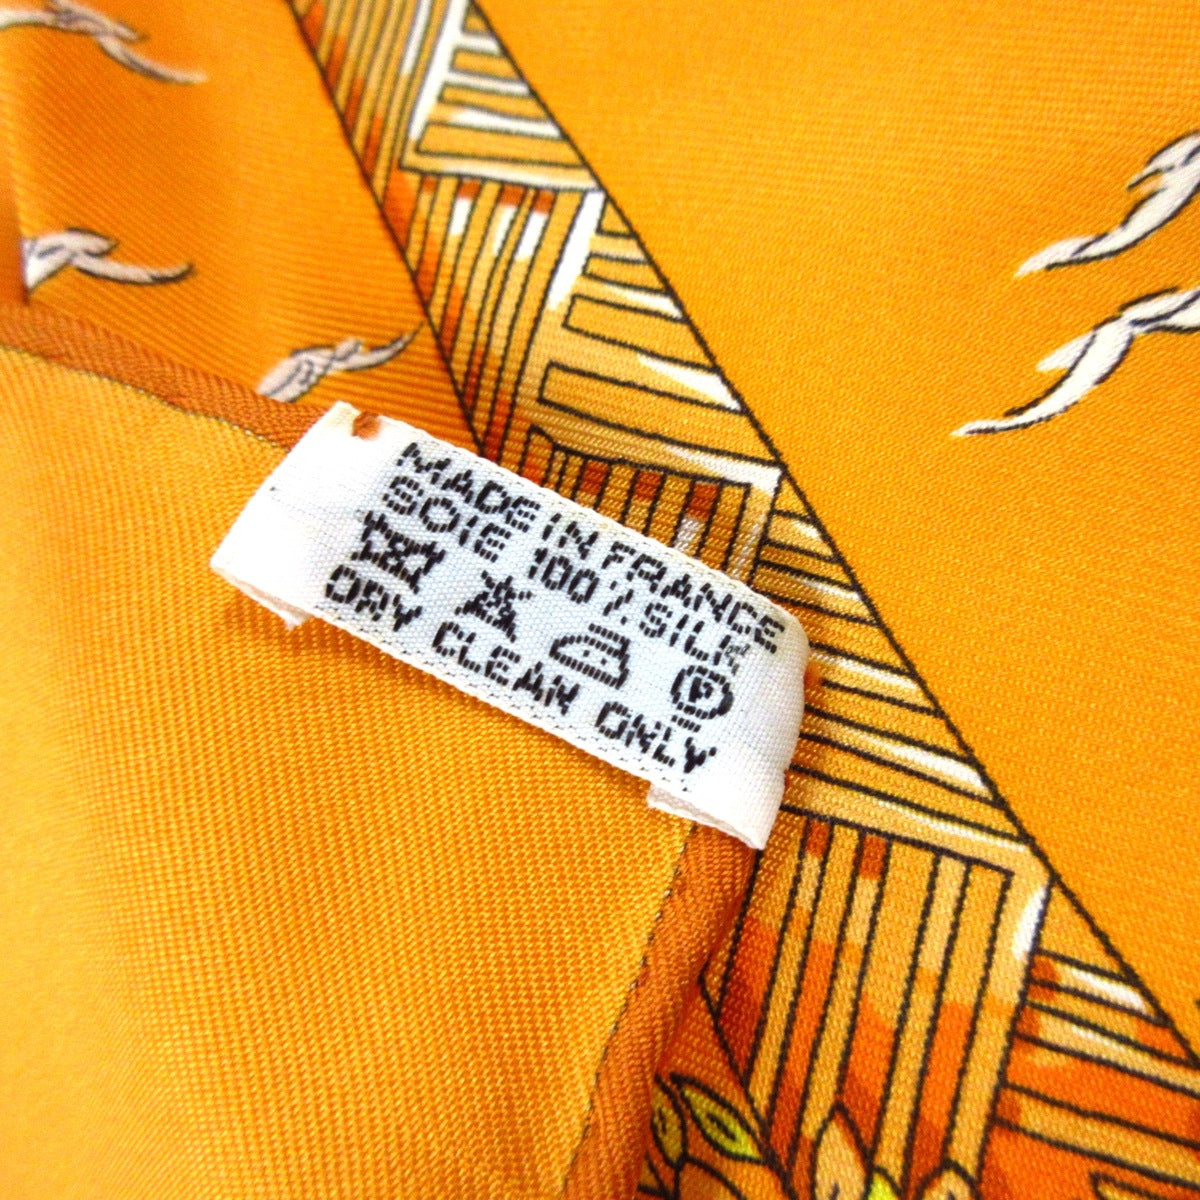 MADE IN FRANCE
SOIE 100% SILK
P
DRY CLEAN ONLY